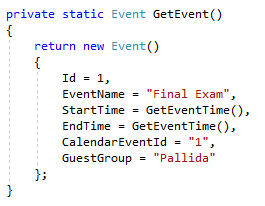 private static Event GetEvent()
{
    return new Event()
    {
        Id = 1,
        EventName = "Final Exam",
        StartTime = GetEventTime(),
        EndTime = GetEventTime(),
        CalendarEventId = "1",
        GuestGroup = "Pallida"
    };
}